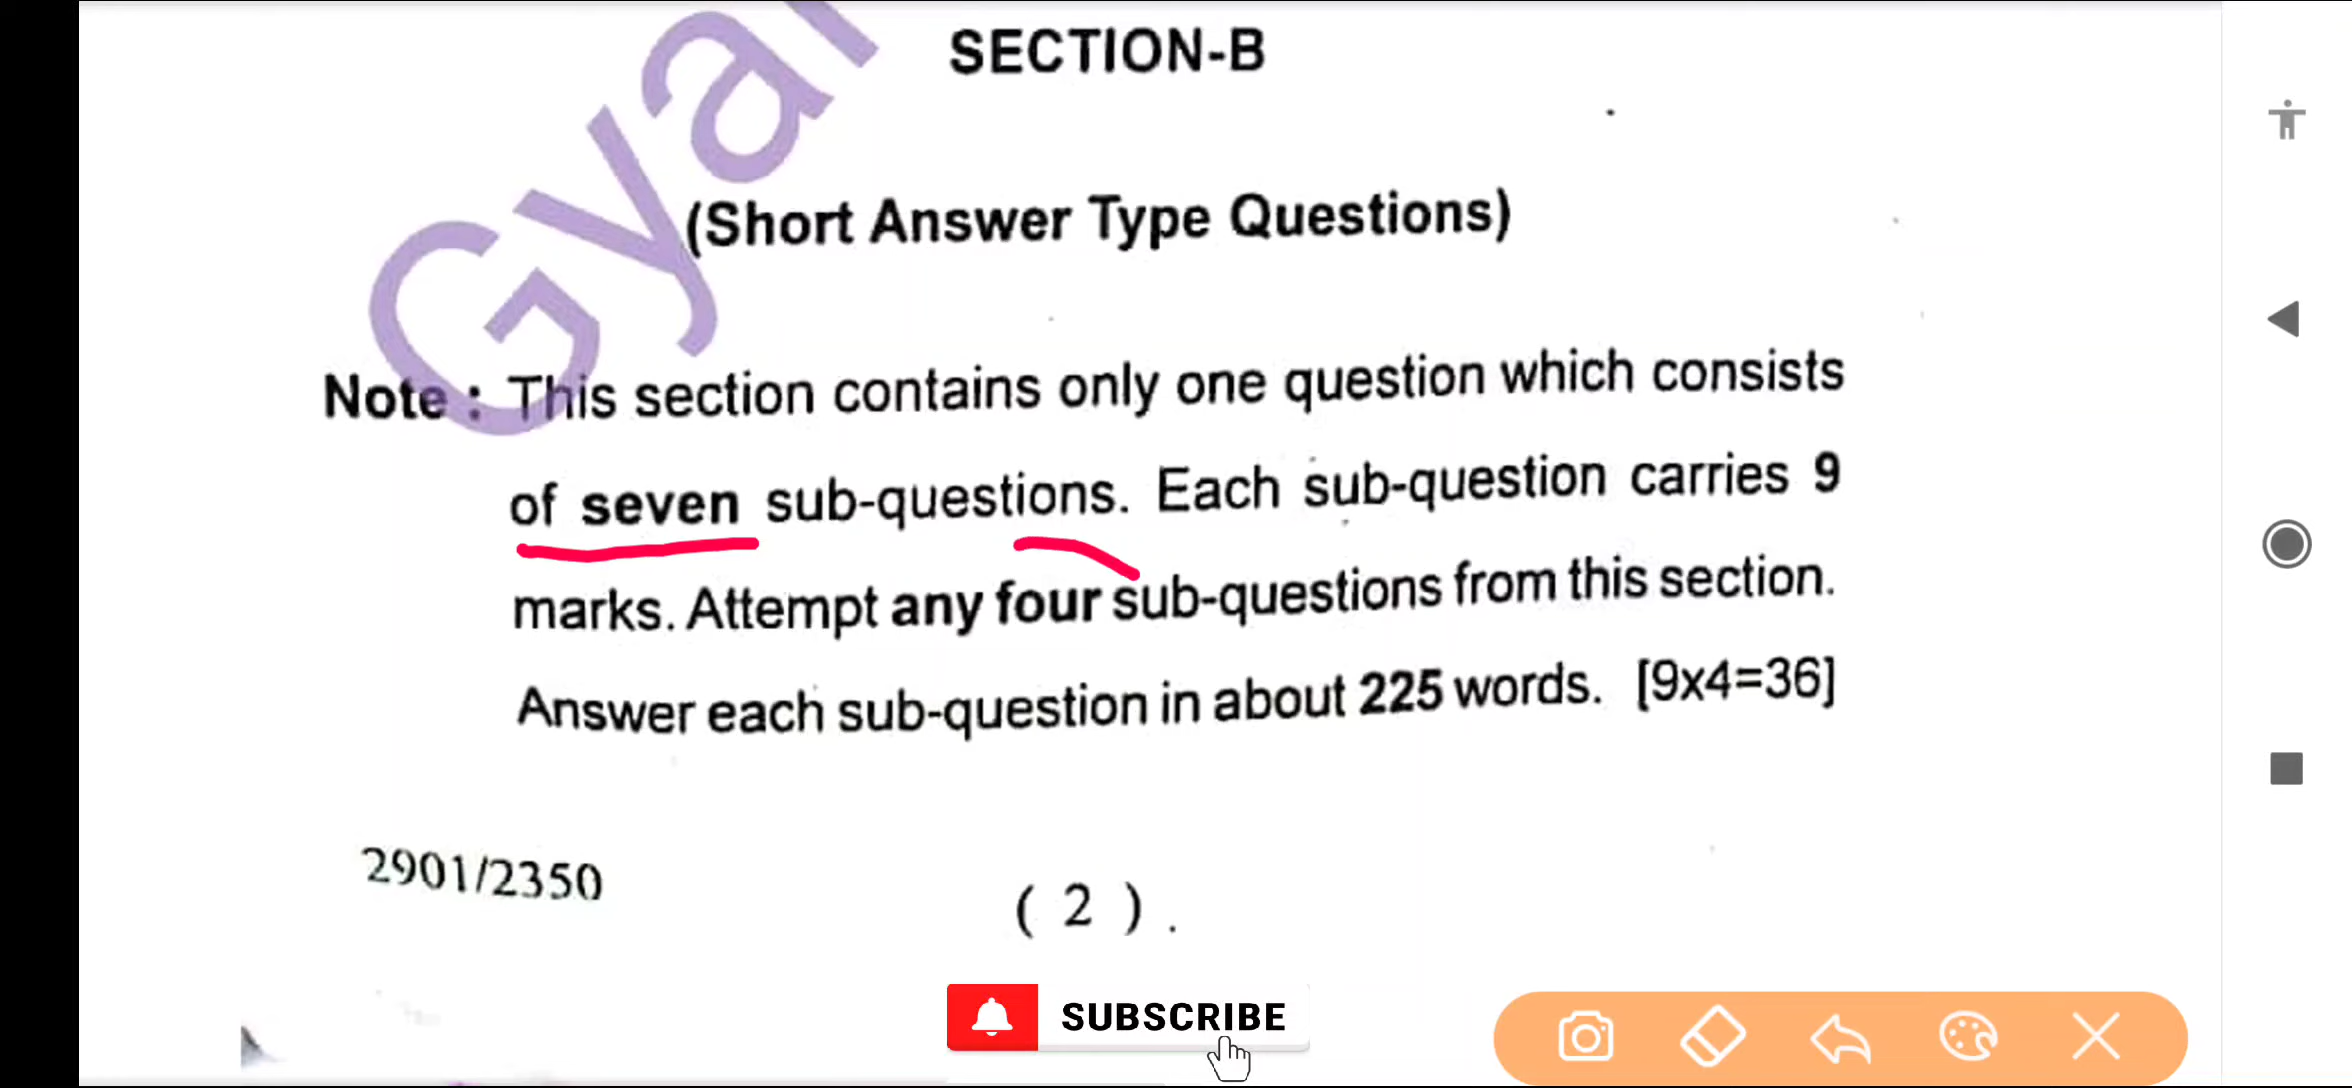 Gya
SECTION-B
(Short Answer Type Questions)
Note : This section contains only one question which consists
of seven sub-questions. Each sub-question carries 9
marks. Attempt any four sub-questions from this section.
Answer each sub-question in about 225 words. [9x4=36]
2901/2350
( 2 ) .
SUBSCRIBE